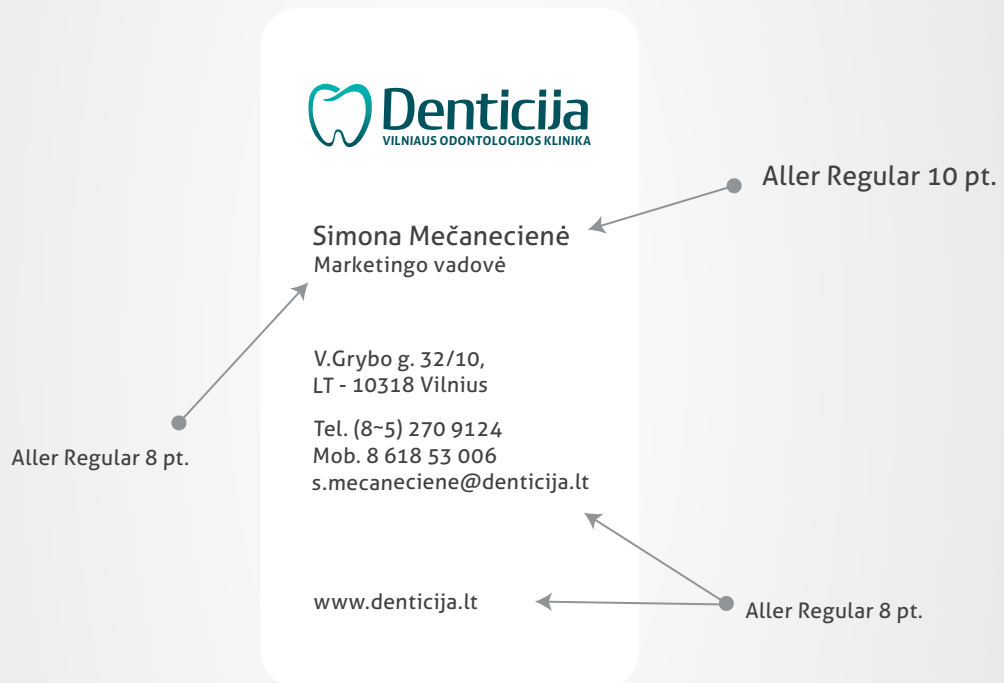 Denticija
VILNIAUS ODONTOLOGIJOS KLINIKA
Aller Regular 10 pt.
Simona Mečanecienė
Marketingo vadovė
V.Grybo g. 32/10,
LT - 10318 Vilnius
Tel. (8~5) 270 9124
Mob. 8 618 53 006
s.mecaneciene@denticija.lt
Aller Regular 8 pt.
www.denticija.lt
Aller Regular 8 pt.